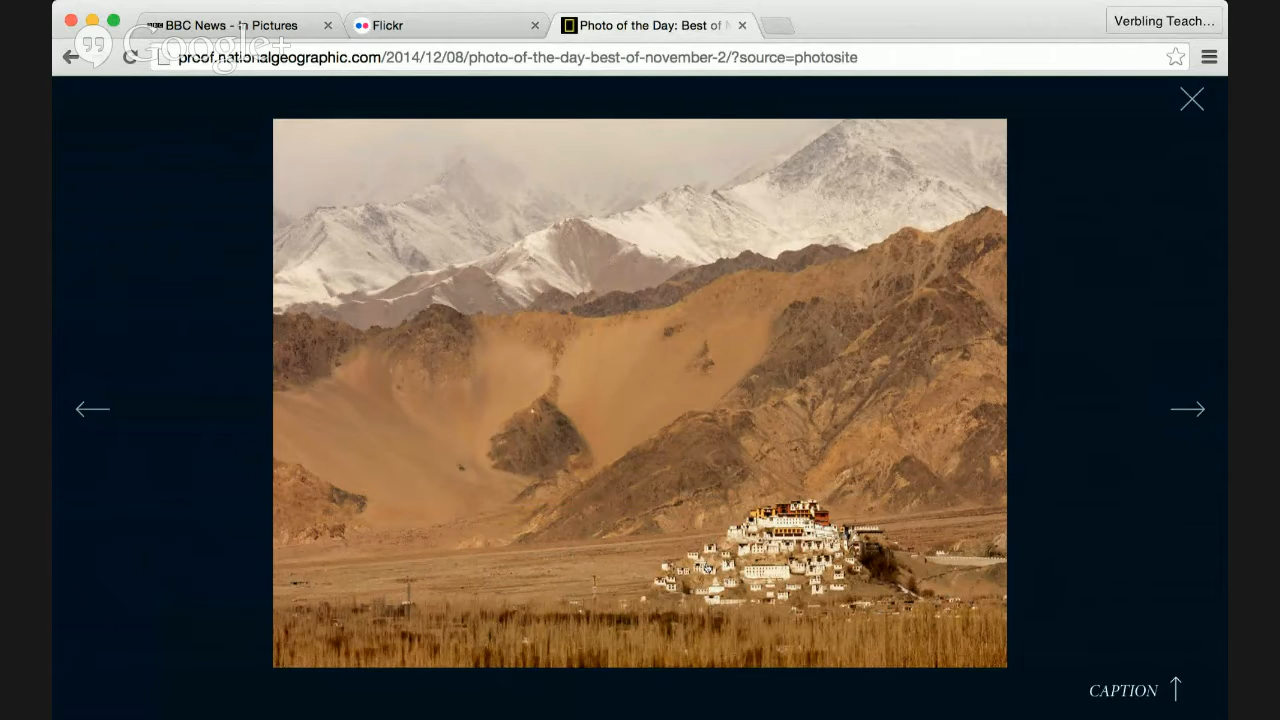 BBC News - In Pictures
Flickr
Photo of the Day: Best of N
Verbling Teach...
Google+
proof.nationalgeographic.com/2014/12/08/photo-of-the-day-best-of-november-2/?source=photosite
CAPTION